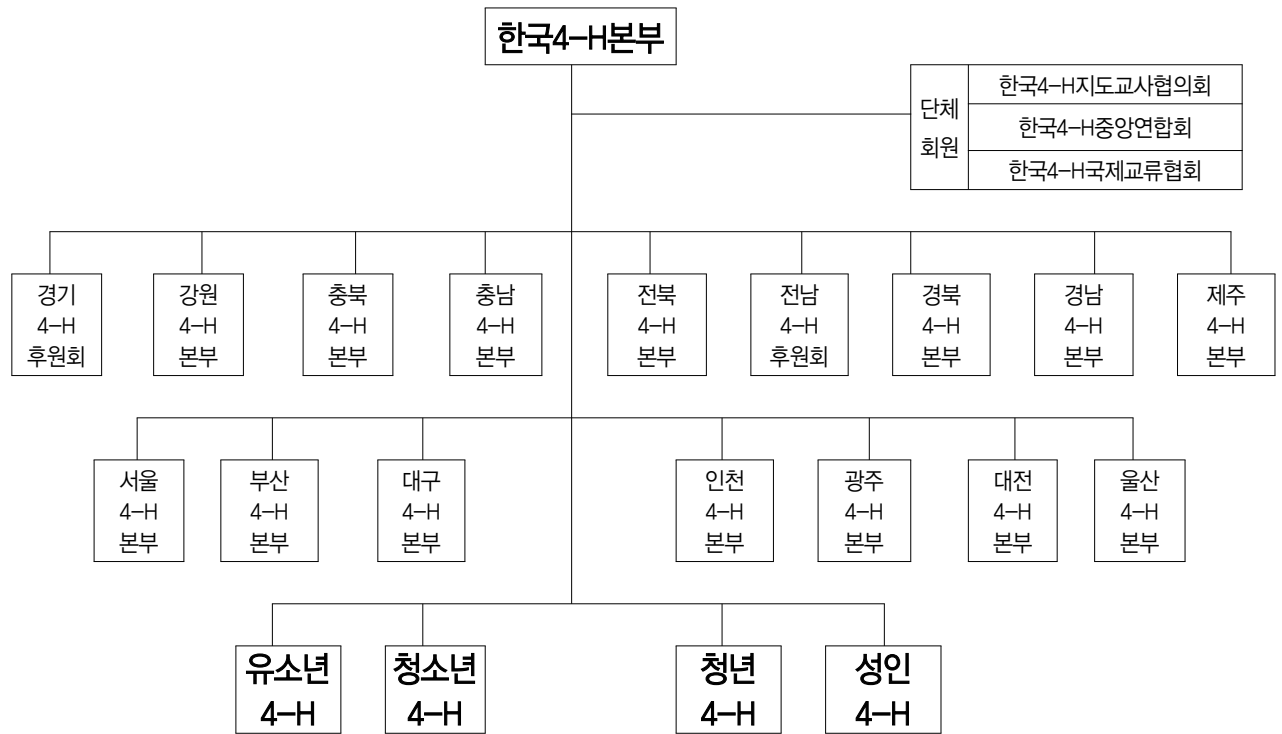 한국4-H본부
단체
회원
한국4-H지도교사협의회
한국4-H중앙연합회
한국4-H국제교류협회
경기
4-H
후원회
강원
4-H
본부
충북
4-H
본부
충남
4-H
본부
전북
4-H
본부
전남
4-H
후원회
경북
4-H
본부
경남
4-H
본부
제주
4-H
본부
서울
4-H
본부
부산
4-H
본부
대구
4-H
본부
인천
4-H
본부
광주
4-H
본부
대전
4-H
본부
울산
4-H
본부
유소년
4-H
청소년
4-H
청년
4-H
성인
4-H